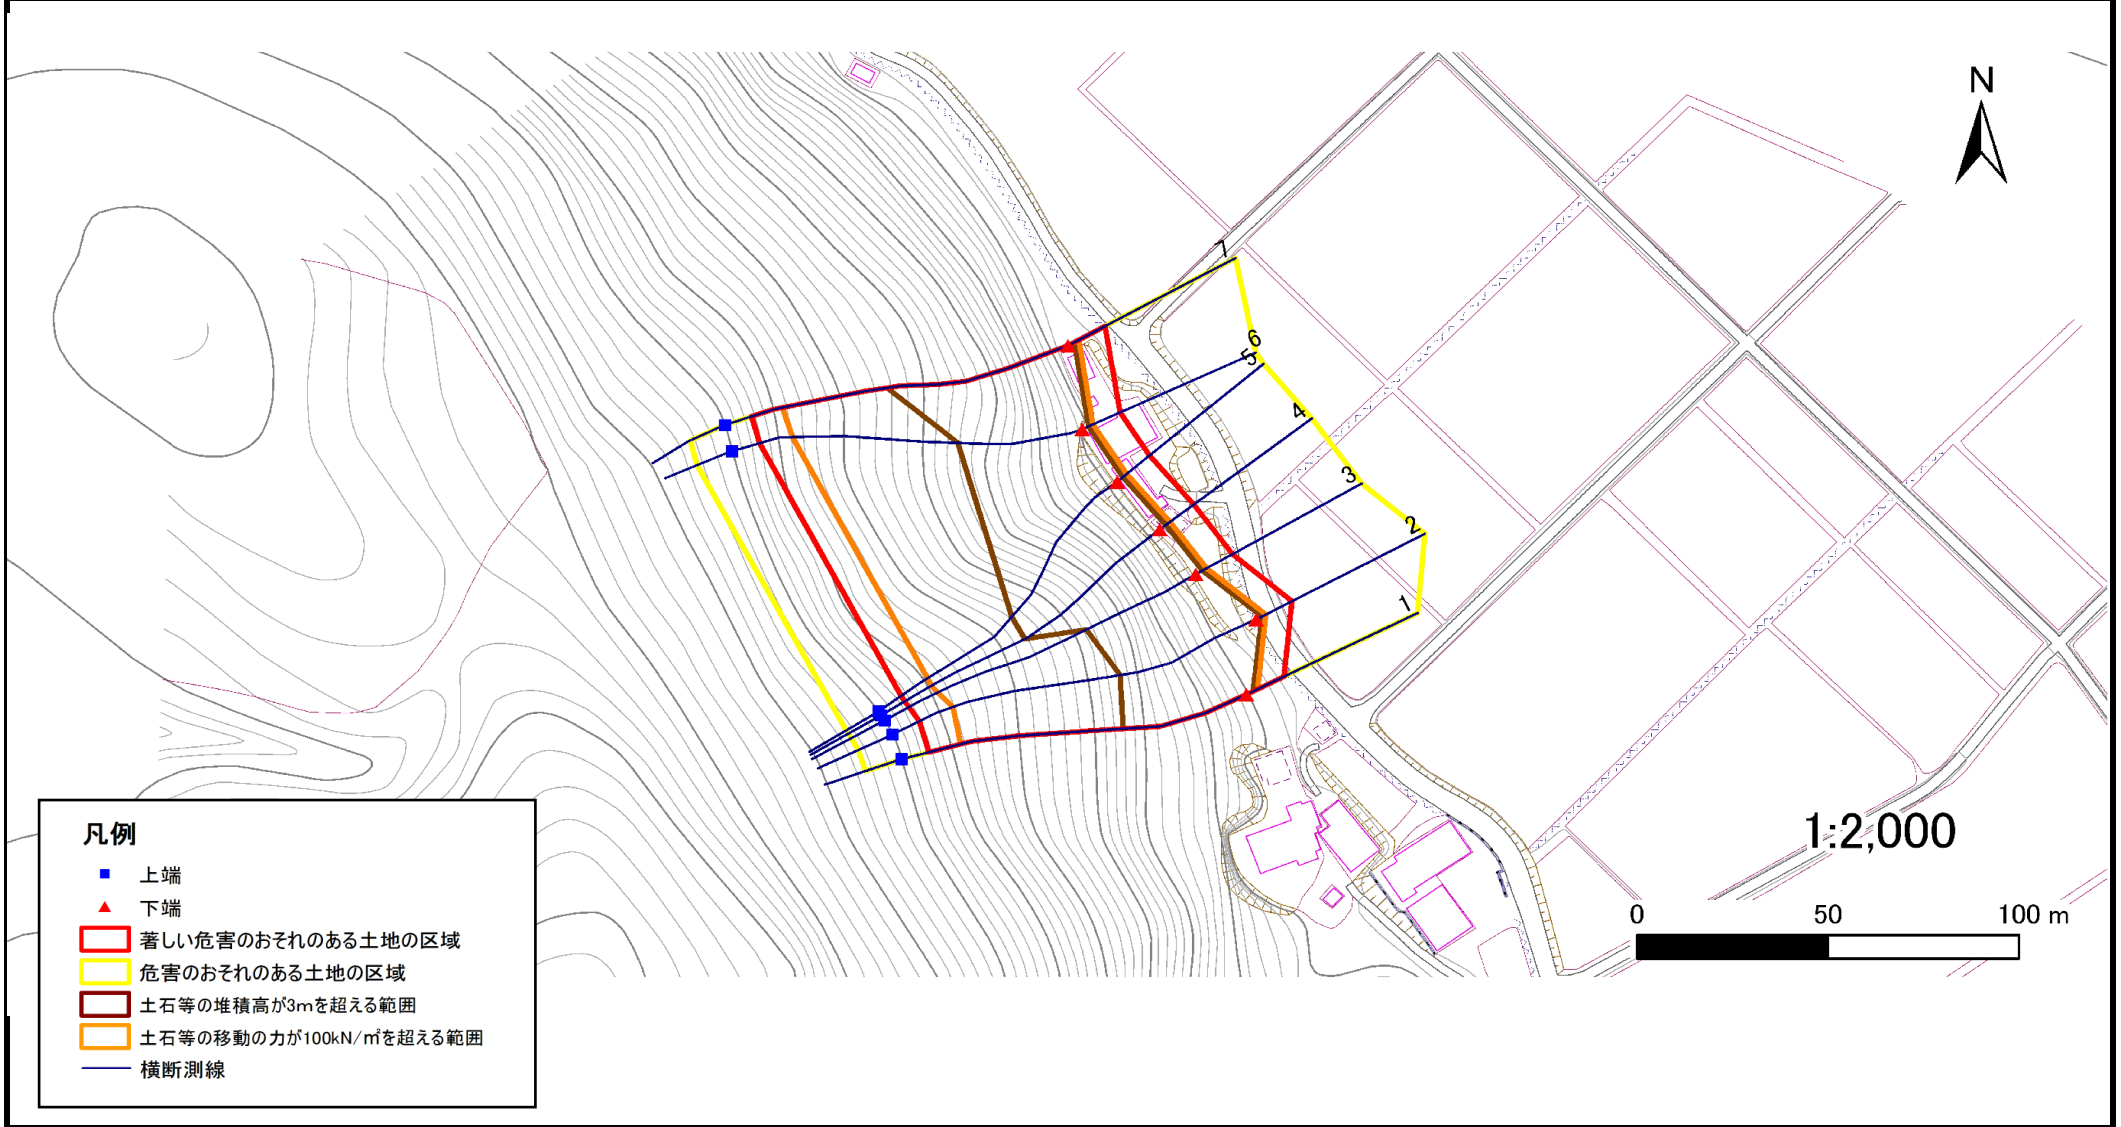 N
7
6
5
4
3
2
1
凡例
上端
下端
著しい危害のおそれのある土地の区域
危害のおそれのある土地の区域
土石等の堆積高が3mを超える範囲
土石等の移動の力が100kN/㎡を超える範囲
横断測線
1:2,000
0 50 100 m